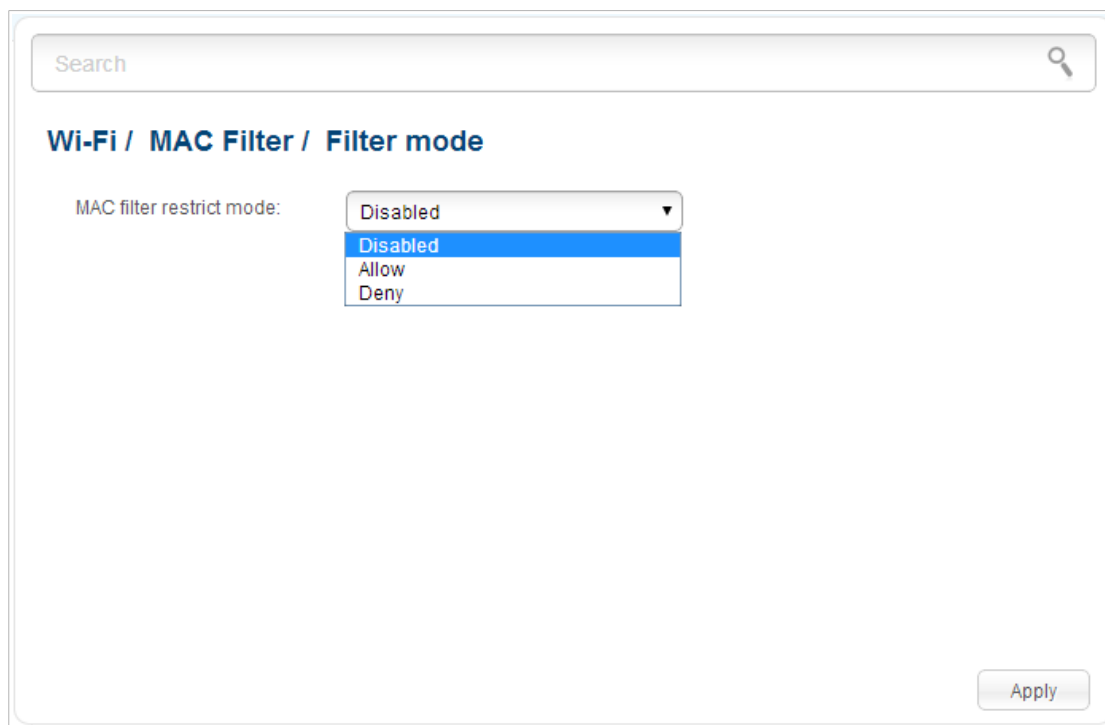 Search
Wi-Fi / MAC Filter / Filter mode
MAC filter restrict mode: Disabled
Disabled
Allow
Deny
Apply